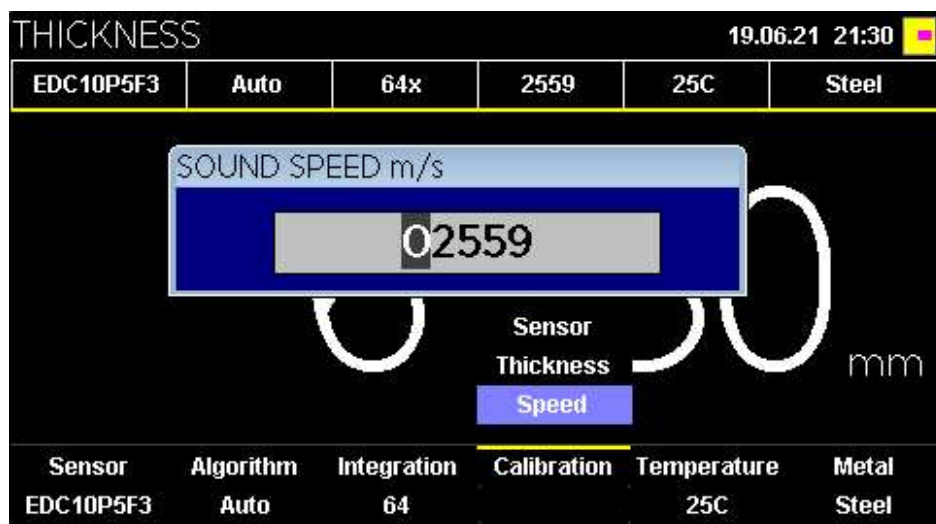 THICKNESS 19.06.21 21:30
EDC10P5F3 Auto 64x 2559 25C Steel
SOUND SPEED m/s
02559
Sensor
Thickness
Speed
mm
Sensor Algorithm Integration Calibration Temperature Metal
EDC10P5F3 Auto 64 25C Steel